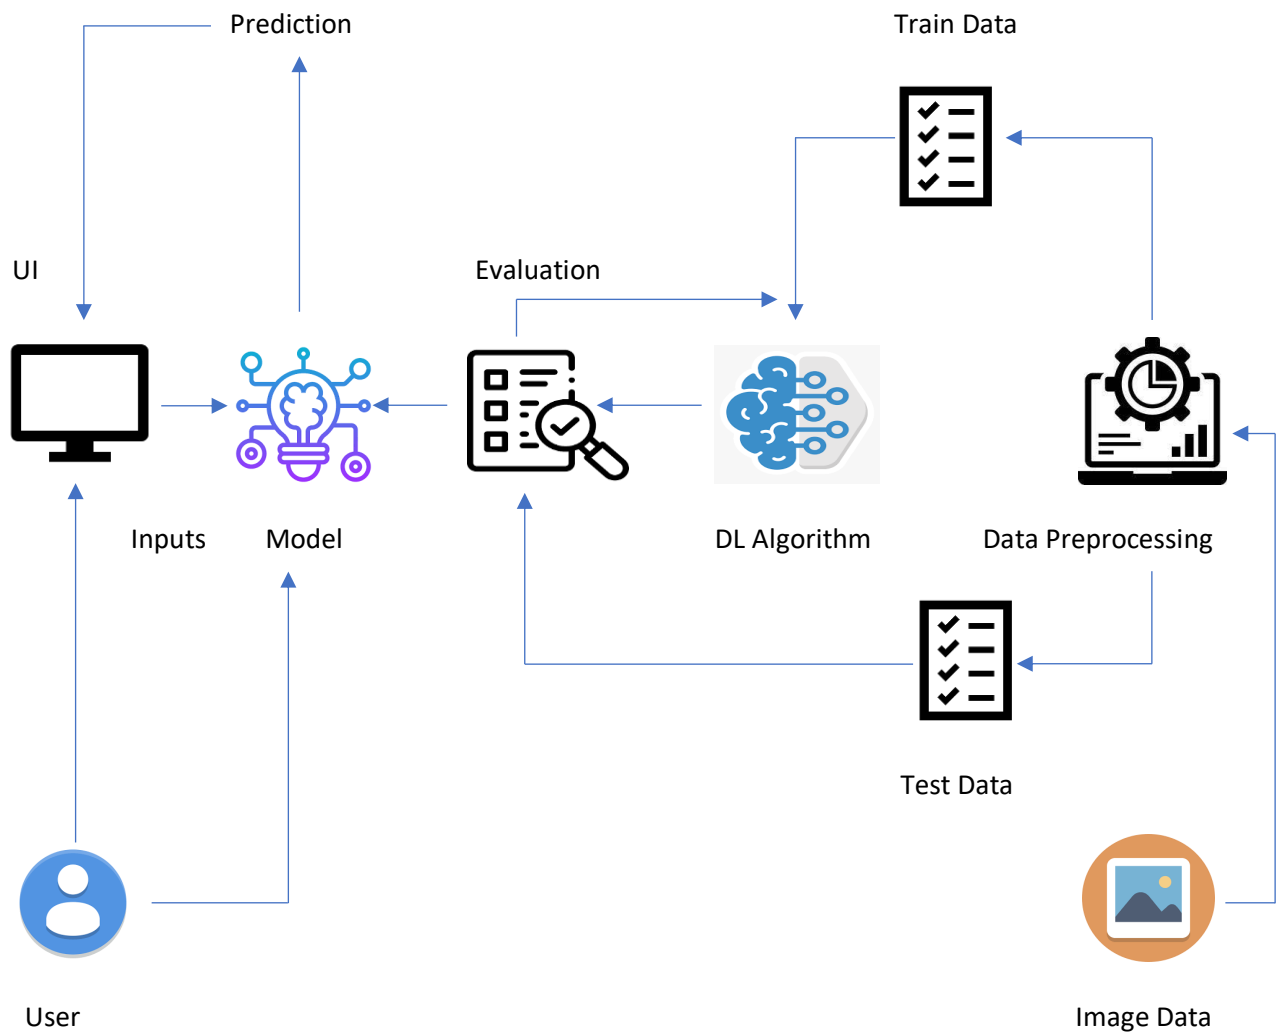 Prediction
Train Data
UI
Evaluation
Inputs
Model
DL Algorithm
Data Preprocessing
Test Data
User
Image Data